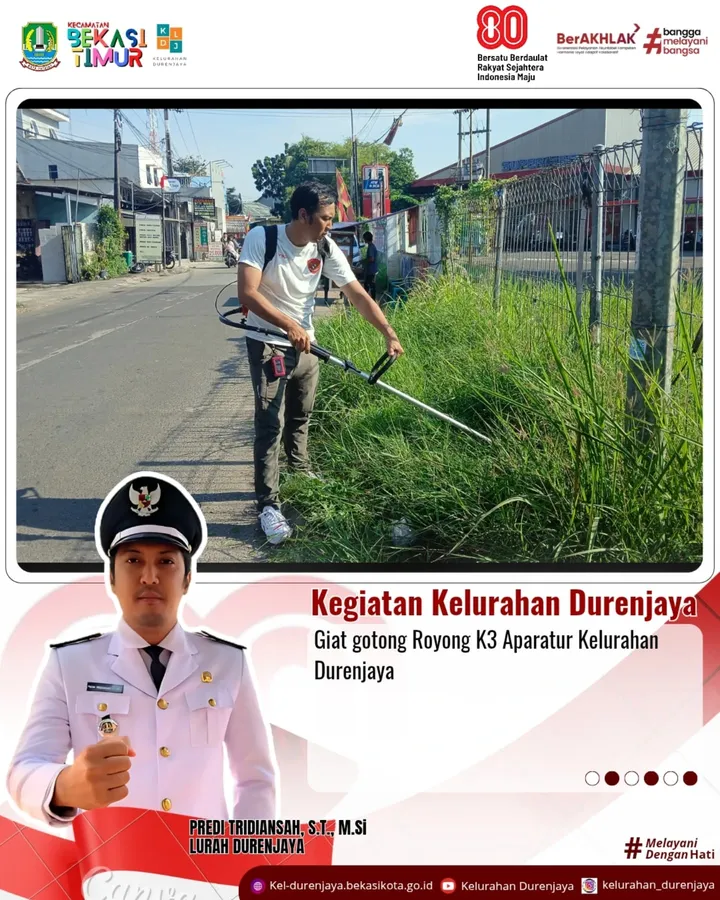 KECAMATAN
BEKASI
TIMUR
K L
D J
KELURAHAN
DURENJAYA
80
Bersatu Berdaulat
Rakyat Sejahtera
Indonesia Maju
BerAKHLAK
#bangga
melayani
bangsa
Kegiatan Kelurahan Durenjaya
Giat gotong Royong K3 Aparatur Kelurahan
Durenjaya
PREDI TRIDIANSAH, S.T., M.Si
LURAH DURENJAYA
#Melayani
DenganHati
Canva
Kel-durenjaya.bekasikota.go.id
Kelurahan Durenjaya
kelurahan_durenjaya